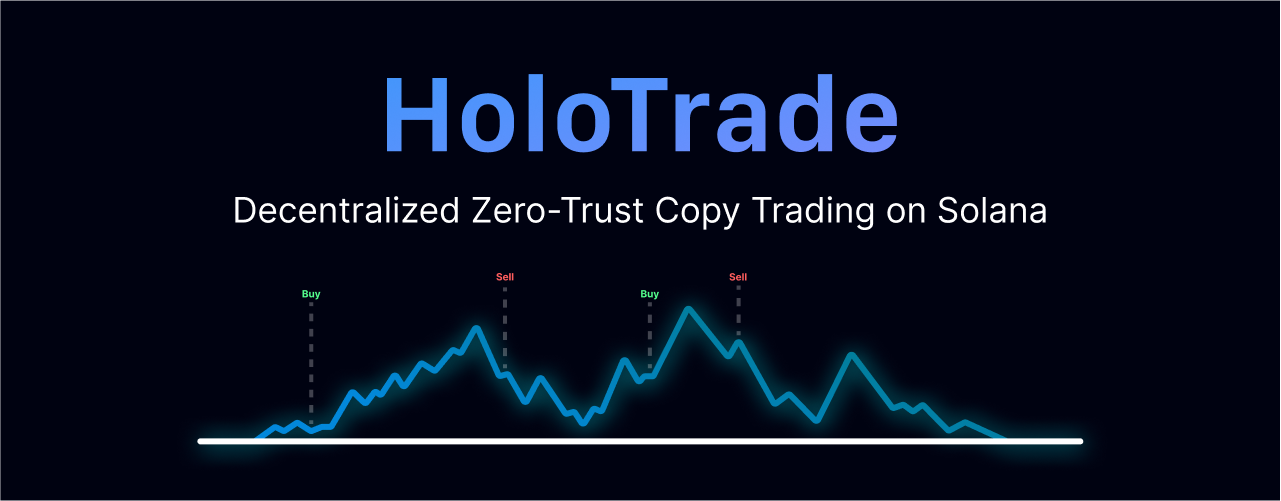 HoloTrade
Decentralized Zero-Trust Copy Trading on Solana
Buy
Sell
Buy
Sell